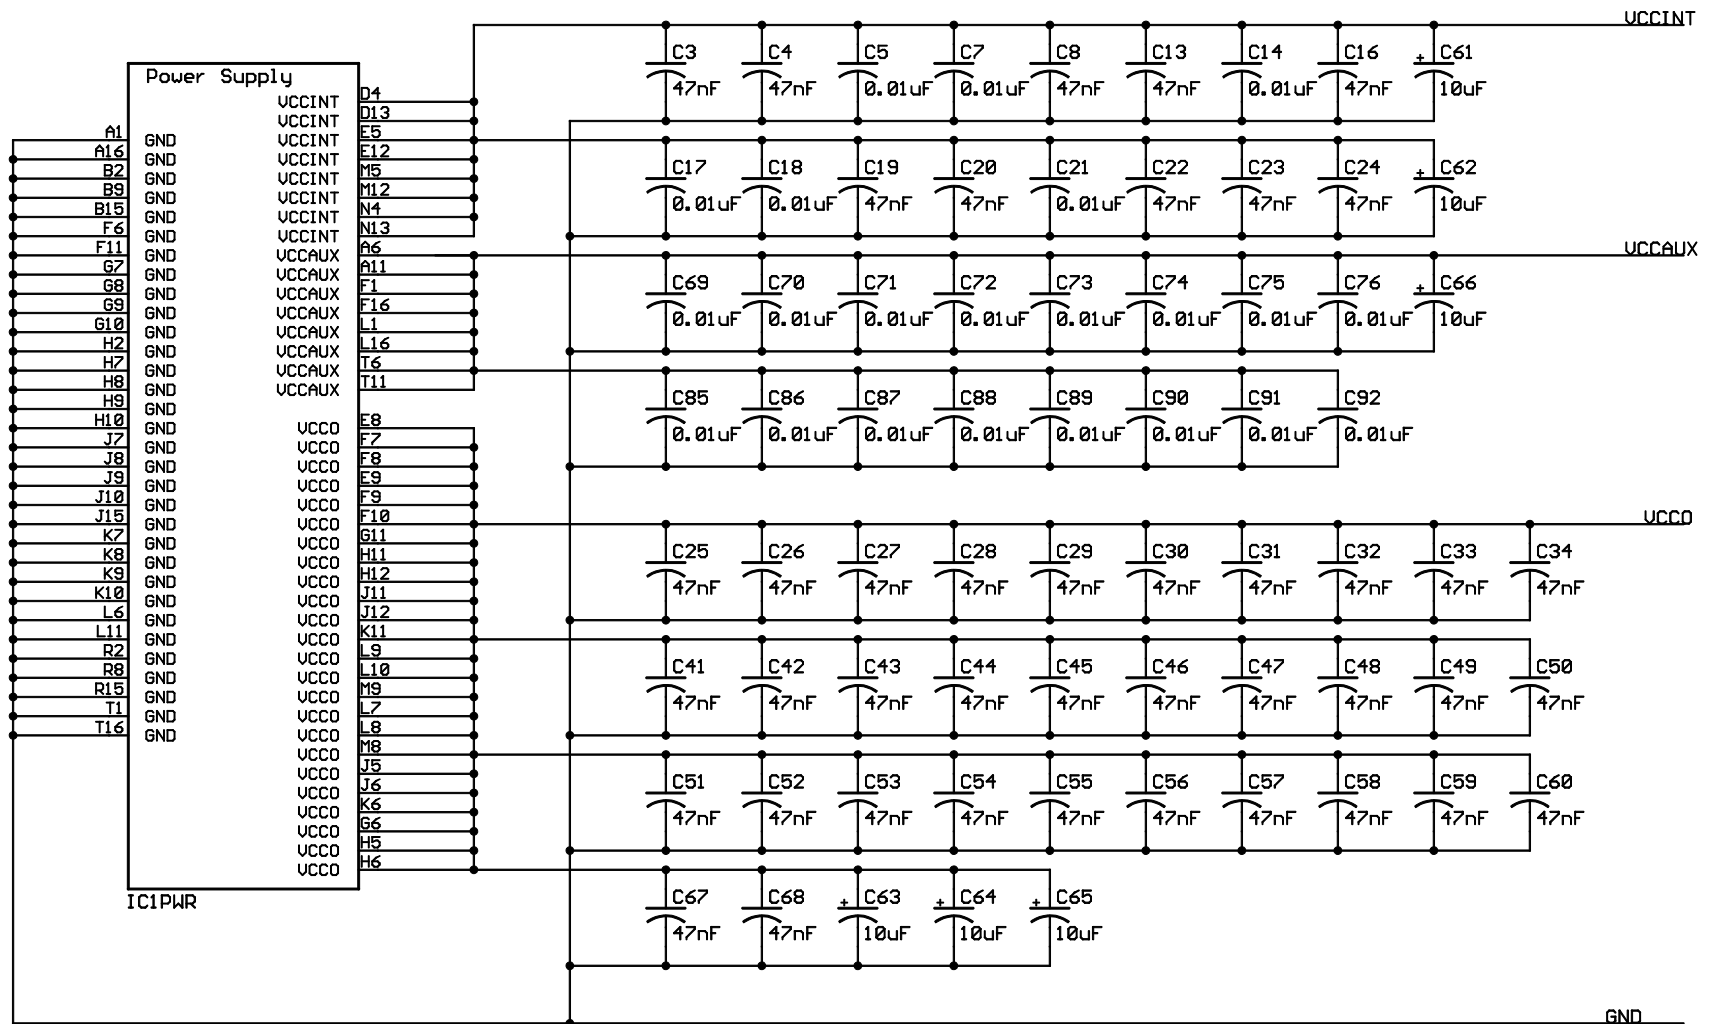 VCCINT
C3 C4 C5 C7 C8 C13 C14 C16 + C61
47nF 47nF 0.01uF 0.01uF 47nF 47nF 0.01uF 47nF 10uF
Power Supply
VCCINT D4
VCCINT D13
A1 GND VCCINT E5
A16 GND VCCINT E12
C17 C18 C19 C20 C21 C22 C23 C24 + C62
B2 GND VCCINT M5
B9 GND VCCINT M12
0.01uF 0.01uF 47nF 47nF 0.01uF 47nF 47nF 47nF 10uF
B15 GND VCCINT N4
F6 GND VCCINT N13
F11 GND VCCAUX A6 VCCAUX
G7 GND VCCAUX A11
C69 C70 C71 C72 C73 C74 C75 C76 + C66
G8 GND VCCAUX F1
G9 GND VCCAUX F16
0.01uF 0.01uF 0.01uF 0.01uF 0.01uF 0.01uF 0.01uF 0.01uF 10uF
G10 GND VCCAUX L1
H2 GND VCCAUX L16
H7 GND VCCAUX T6
H8 GND VCCAUX T11
C85 C86 C87 C88 C89 C90 C91 C92
H9 GND
H10 GND VCCO E8
0.01uF 0.01uF 0.01uF 0.01uF 0.01uF 0.01uF 0.01uF 0.01uF
J7 GND VCCO F7
J8 GND VCCO F8
J9 GND VCCO E9
J10 GND VCCO F9
J15 GND VCCO F10 VCCO
K7 GND VCCO G11
C25 C26 C27 C28 C29 C30 C31 C32 C33 C34
K8 GND VCCO H11
K9 GND VCCO H12
47nF 47nF 47nF 47nF 47nF 47nF 47nF 47nF 47nF 47nF
K10 GND VCCO J11
L6 GND VCCO J12
L11 GND VCCO K11
R2 GND VCCO L9
C41 C42 C43 C44 C45 C46 C47 C48 C49 C50
R8 GND VCCO L10
R15 GND VCCO M9
47nF 47nF 47nF 47nF 47nF 47nF 47nF 47nF 47nF 47nF
T1 GND VCCO L7
T16 GND VCCO L8
VCCO M8
VCCO J5
C51 C52 C53 C54 C55 C56 C57 C58 C59 C60
VCCO J6
VCCO K6
47nF 47nF 47nF 47nF 47nF 47nF 47nF 47nF 47nF 47nF
VCCO G6
VCCO H5
VCCO H6
IC1PWR
C67 C68 + C63 + C64 + C65
47nF 47nF 10uF 10uF 10uF
GND